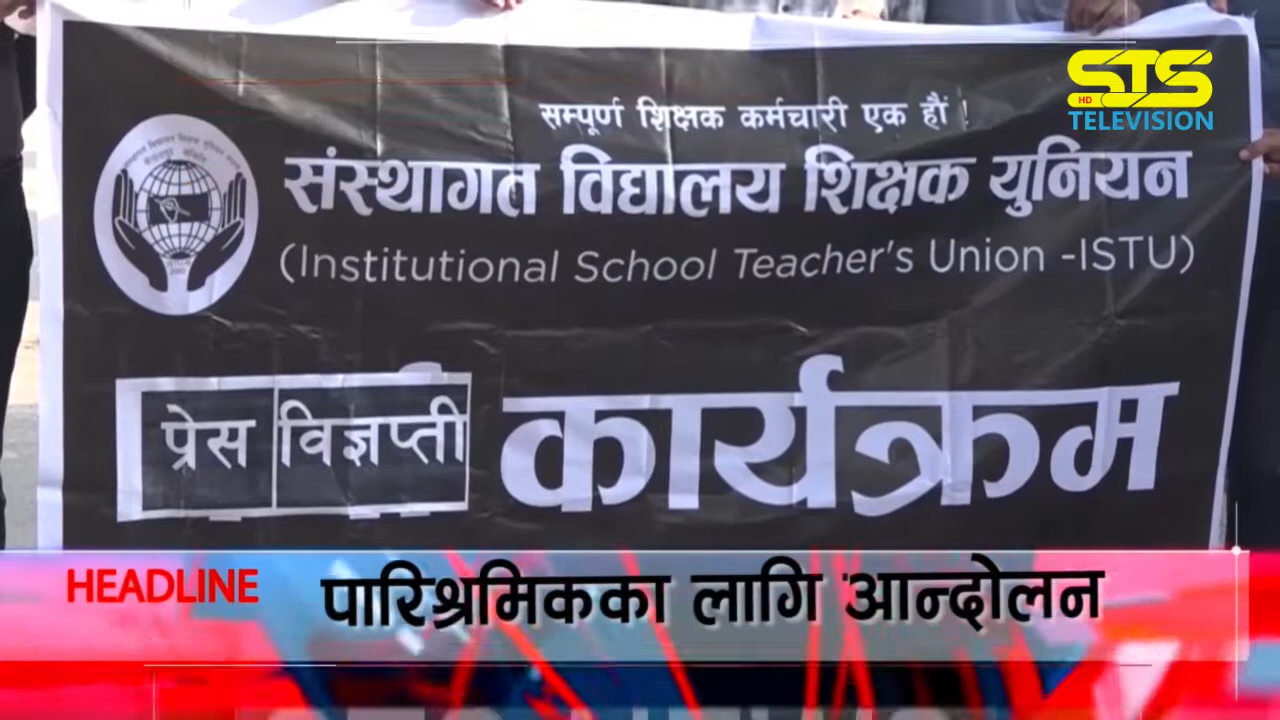 STS
HD
TELEVISION
सम्पूर्ण शिक्षक कर्मचारी एक हौं !
संस्थागत विद्यालय शिक्षक युनियन
(Institutional School Teacher's Union -ISTU)
प्रेस विज्ञप्ती कार्यक्रम
HEADLINE पारिश्रमिकका लागि आन्दोलन